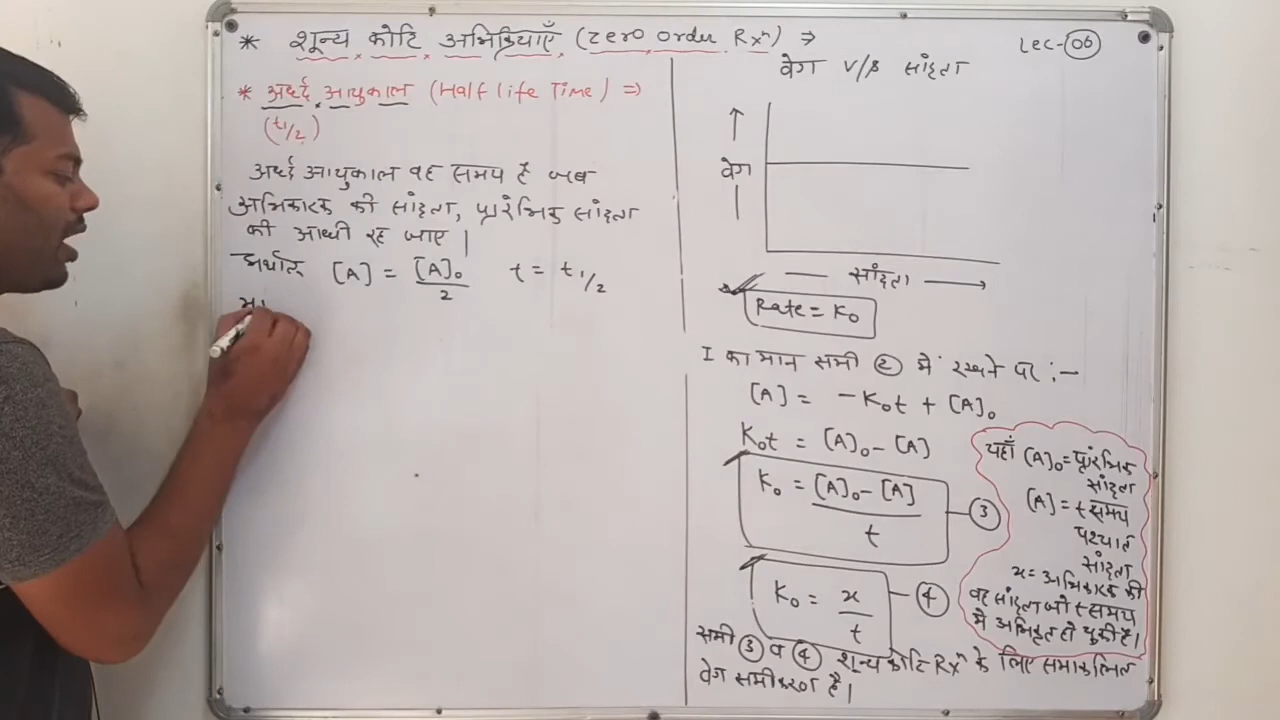 * शून्य कोटि अभिक्रियाएँ (Zero order Rxⁿ) ⇒
Lec-06
* अर्ध्द आयुकाल (Half life Time) ⇒
(t1/2)
अर्ध्द आयुकाल वह समय है जब
अभिकारक की सांद्रता, प्रारंभिक सांद्रता
की आधी रह जाए।
अर्थात [A] = [A]₀/2 t = t1/2
वेग v/s सांद्रता
वेग
सांद्रता
Rate = K₀
I का मान समी ② में रखने पर :-
[A] = -K₀t + [A]₀
K₀t = [A]₀ - [A]
K₀ = [A]₀ - [A] / t — ③
K₀ = x/t — ④
यहाँ [A]₀ = प्रारंभिक
सांद्रता
[A] = t समय
पश्चात
सांद्रता
x = अभिकारक की
वह सांद्रता जो t समय
में अभिकृत हो चुकी है।
समी ③ व ④ शून्य कोटि Rxⁿ के लिए समाकलित
वेग समीकरण है।